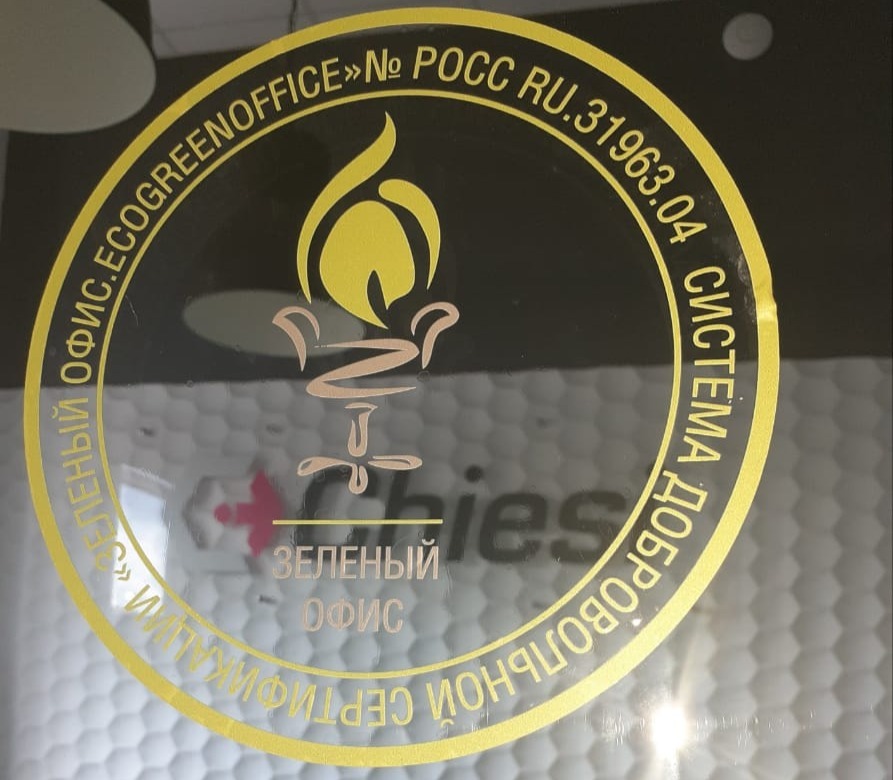 СИСТЕМА ДОБРОВОЛЬНОЙ СЕРТИФИКАЦИИ «ЗЕЛЕНЫЙ ОФИС.ECOGREENOFFICE»№ РОСС RU.31963.04
Chiesi
ЗЕЛЕНЫЙ
ОФИС